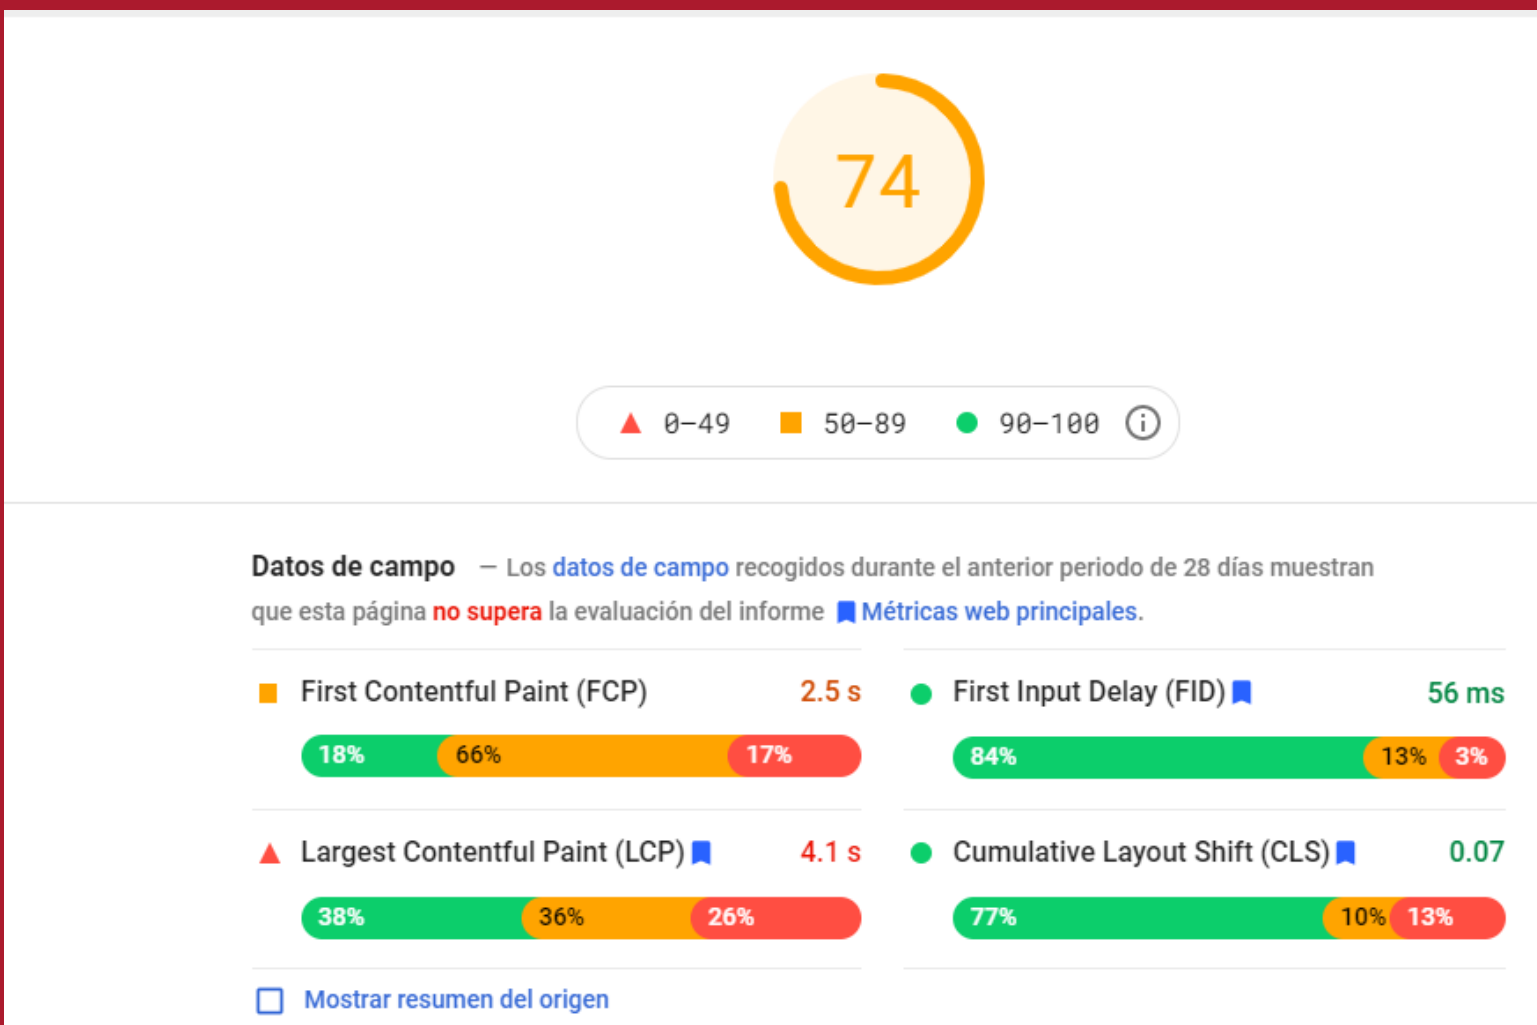 74
0–49 50–89 90–100
Datos de campo — Los datos de campo recogidos durante el anterior periodo de 28 días muestran
que esta página no supera la evaluación del informe Métricas web principales.
First Contentful Paint (FCP) 2.5 s
18% 66% 17%
First Input Delay (FID) 56 ms
84% 13% 3%
Largest Contentful Paint (LCP) 4.1 s
38% 36% 26%
Cumulative Layout Shift (CLS) 0.07
77% 10% 13%
Mostrar resumen del origen